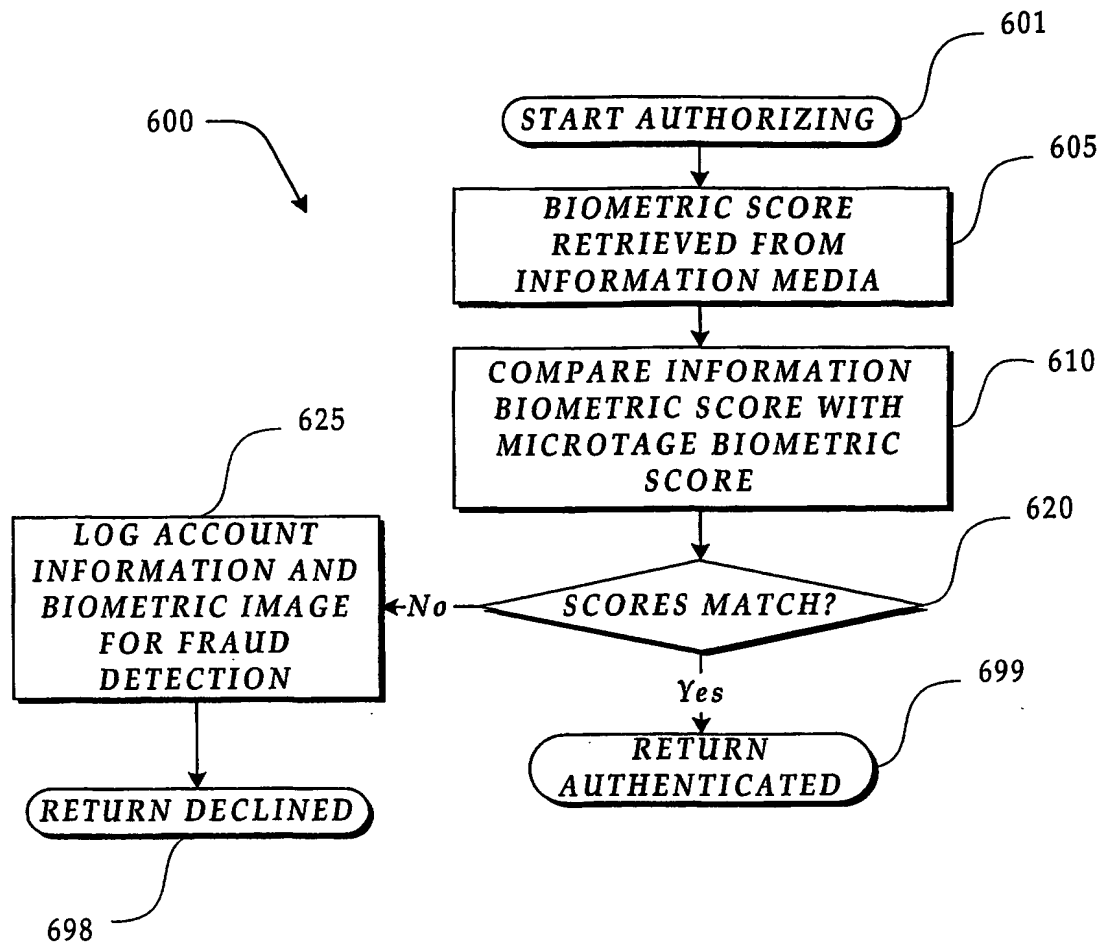 601
600
START AUTHORIZING
605
BIOMETRIC SCORE
RETRIEVED FROM
INFORMATION MEDIA
610
COMPARE INFORMATION
BIOMETRIC SCORE WITH
MICROTAGE BIOMETRIC
SCORE
625
620
LOG ACCOUNT
INFORMATION AND
BIOMETRIC IMAGE
FOR FRAUD
DETECTION
No
SCORES MATCH?
Yes
699
RETURN
AUTHENTICATED
RETURN DECLINED
698